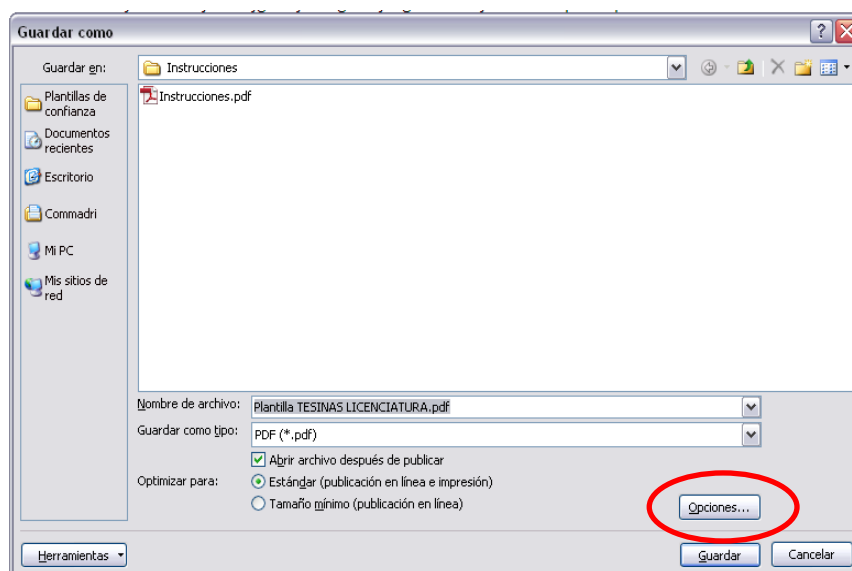 Guardar como
Guardar en:
Instrucciones
Plantillas de
confianza
Instrucciones.pdf
Documentos
recientes
Escritorio
Commadri
Mi PC
Mis sitios de
red
Nombre de archivo:
Plantilla TESINAS LICENCIATURA.pdf
Guardar como tipo:
PDF (*.pdf)
Abrir archivo después de publicar
Optimizar para:
Estándar (publicación en línea e impresión)
Tamaño mínimo (publicación en línea)
Opciones...
Herramientas
Guardar
Cancelar